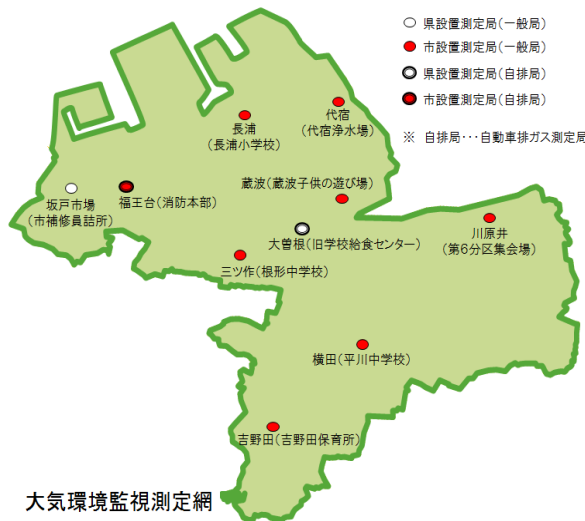 県設置測定局(一般局)
市設置測定局(一般局)
県設置測定局(自排局)
市設置測定局(自排局)
※ 自排局・・・自動車排ガス測定局
代宿
(代宿浄水場)
長浦
(長浦小学校)
蔵波(蔵波子供の遊び場)
坂戸市場
(市補修員詰所)
福王台(消防本部)
川原井
(第6分区集会場)
大曽根(旧学校給食センター)
三ツ作(根形中学校)
横田(平川中学校)
吉野田(吉野田保育所)
大気環境監視測定網